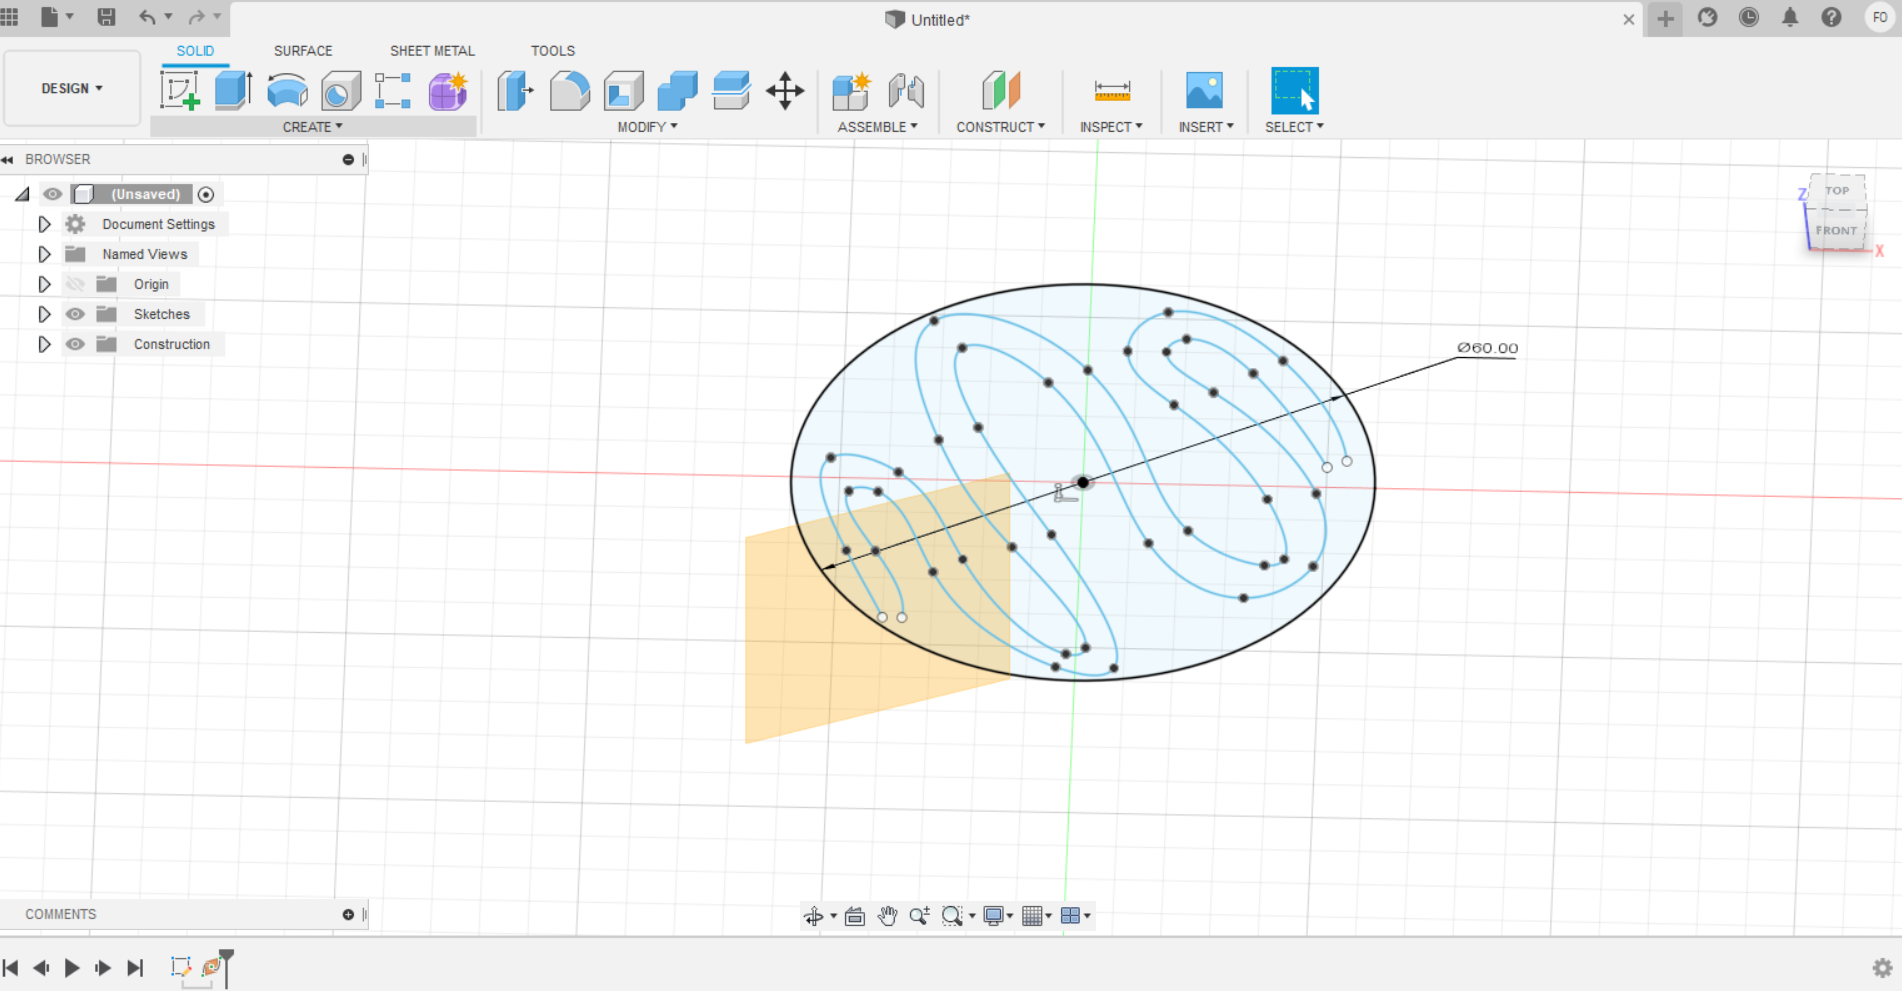 Untitled*
FO
SOLID
SURFACE
SHEET METAL
TOOLS
DESIGN
CREATE
MODIFY
ASSEMBLE
CONSTRUCT
INSPECT
INSERT
SELECT
BROWSER
(Unsaved)
Document Settings
Named Views
Origin
Sketches
Construction
TOP
Z
FRONT
X
Ø60.00
COMMENTS